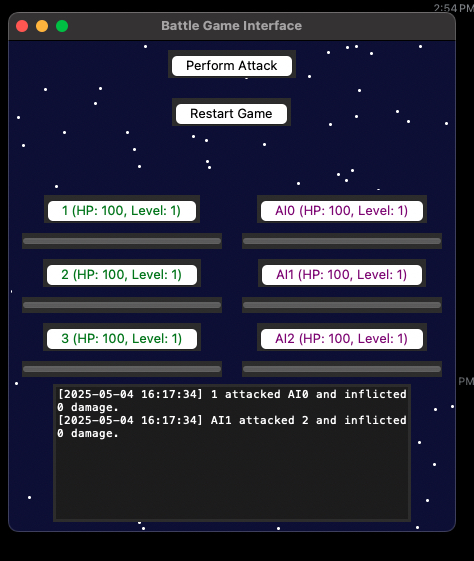 2:54 PM
Battle Game Interface
Perform Attack
Restart Game
1 (HP: 100, Level: 1)
AI0 (HP: 100, Level: 1)
2 (HP: 100, Level: 1)
AI1 (HP: 100, Level: 1)
3 (HP: 100, Level: 1)
AI2 (HP: 100, Level: 1)
PM
[2025-05-04 16:17:34] 1 attacked AI0 and inflicted
0 damage.
[2025-05-04 16:17:34] AI1 attacked 2 and inflicted
0 damage.